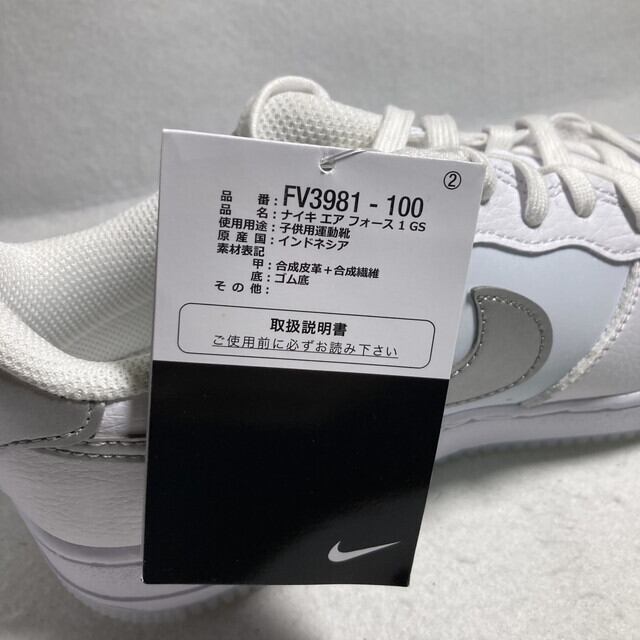 ②
品 番: FV3981 - 100
品 名: ナイキ エア フォース 1 GS
使用用途: 子供用運動靴
原 産 国: インドネシア
素材表記
甲: 合成皮革+合成繊維
底: ゴム底
そ の 他:
取扱説明書
ご使用前に必ずお読み下さい